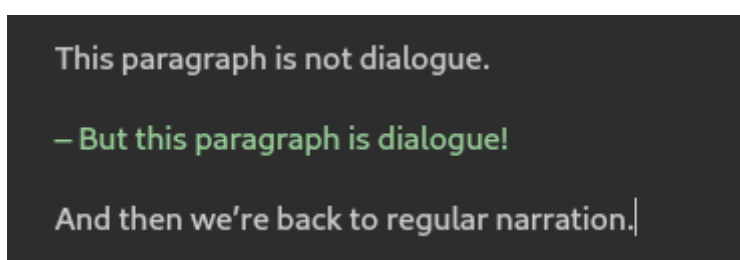 This paragraph is not dialogue.
– But this paragraph is dialogue!
And then we’re back to regular narration.